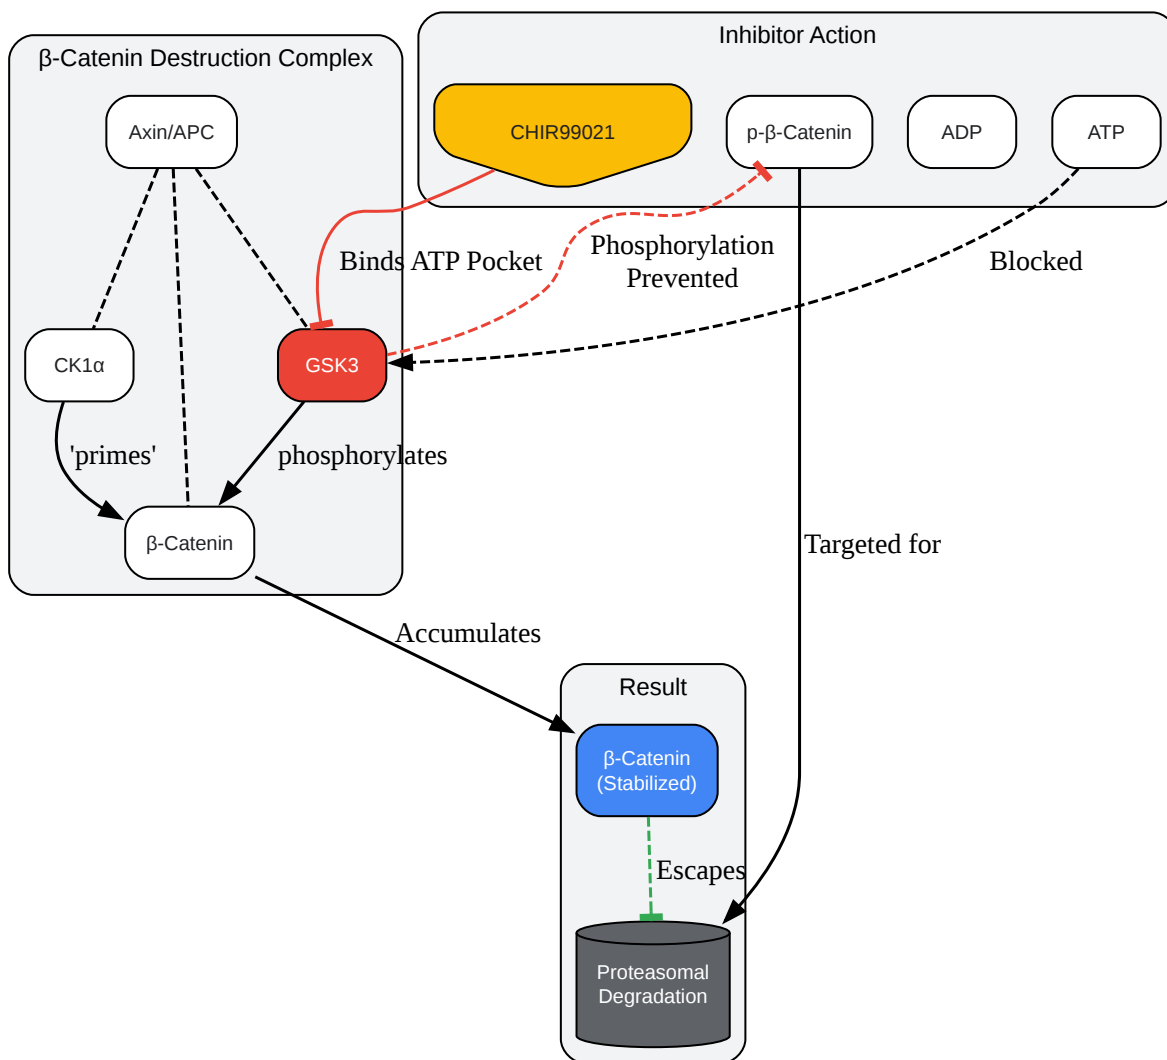 Inhibitor Action
β-Catenin Destruction Complex
Axin/APC
CHIR99021
p-β-Catenin
ADP
ATP
Binds ATP Pocket
Phosphorylation
Prevented
Blocked
CK1α
GSK3
'primes'
phosphorylates
β-Catenin
Targeted for
Accumulates
Result
β-Catenin
(Stabilized)
Escapes
Proteasomal
Degradation